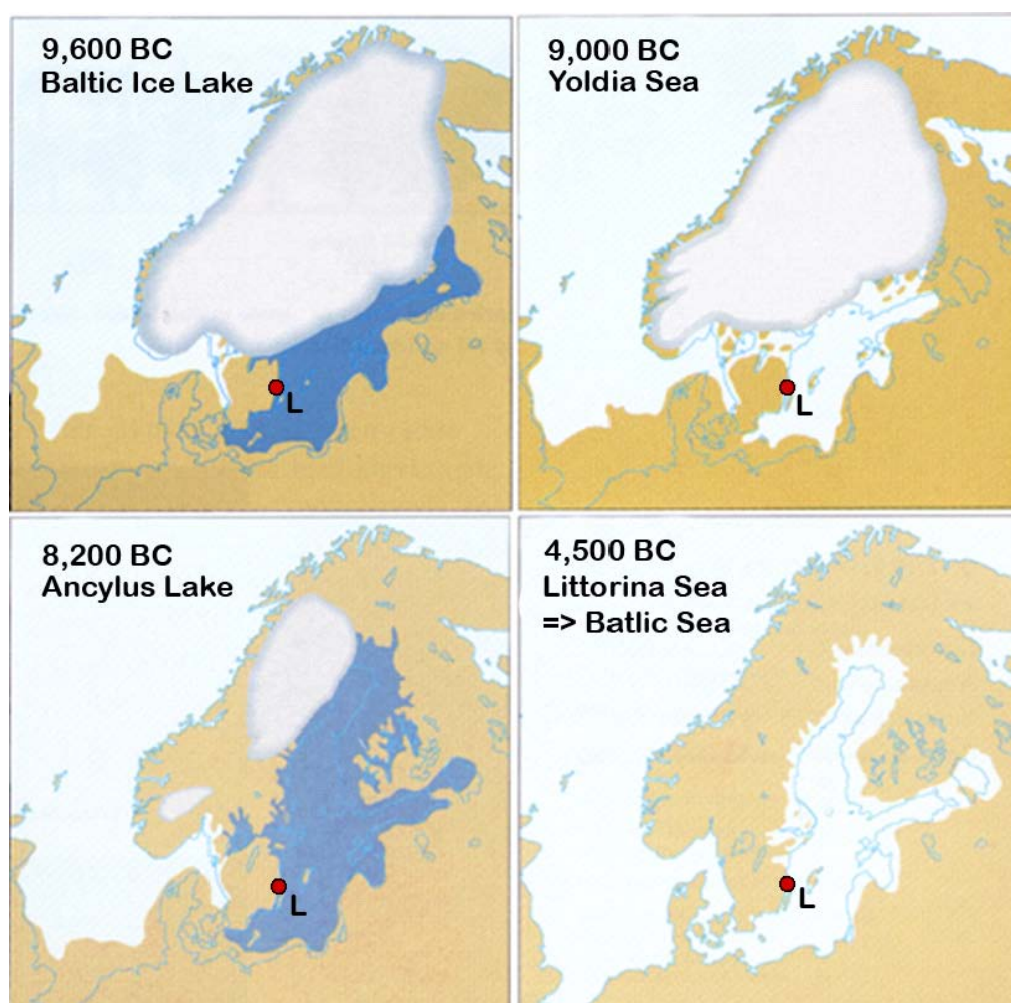 9,600 BC
Baltic Ice Lake
L
9,000 BC
Yoldia Sea
L
8,200 BC
Ancylus Lake
L
4,500 BC
Littorina Sea
=> Batlic Sea
L